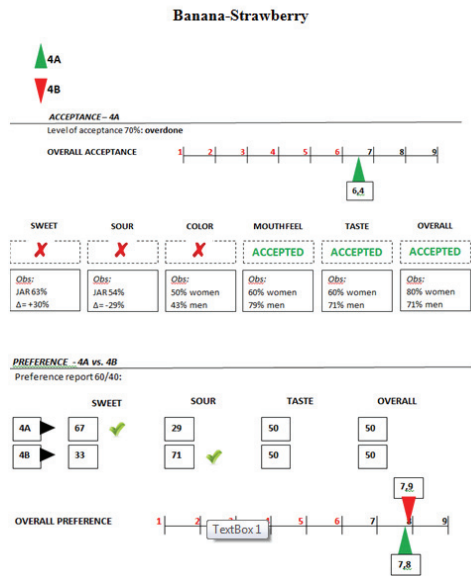 Banana-Strawberry
4A
4B
ACCEPTANCE – 4A
Level of acceptance 70%: overdone
OVERALL ACCEPTANCE 1 2 3 4 5 6 7 8 9
6,4
SWEET SOUR COLOR MOUTHFEEL TASTE OVERALL
✗ ✗ ✗ ACCEPTED ACCEPTED ACCEPTED
Obs: Obs: Obs: Obs: Obs: Obs:
JAR 63% JAR 54% 50% women 60% women 60% women 80% women
Δ= +30% Δ= -29% 43% men 79% men 71% men 71% men
PREFERENCE - 4A vs. 4B
Preference report 60/40:
SWEET SOUR TASTE OVERALL
4A 67 29 50 50
4B 33 71 50 50
7,9
OVERALL PREFERENCE 1 2 4 5 6 7 8 9
TextBox 1
7,8